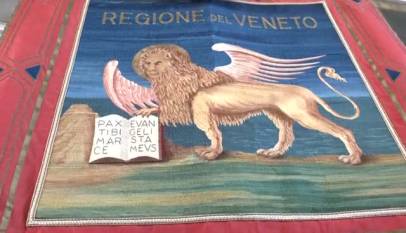 REGIONE DEL VENETO
PAX EVAN
TIBI GELI
MAR STA
CE MEVS